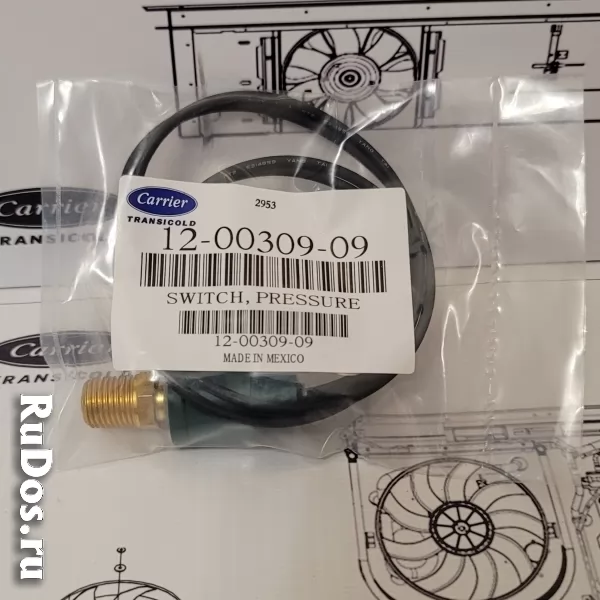 Carrier
TRANSICOLD
2953
12-00309-09
SWITCH, PRESSURE
12-00309-09
MADE IN MEXICO
Carrier
TRANSICOLD
Carrier
TRANSICOLD
RuDos.ru